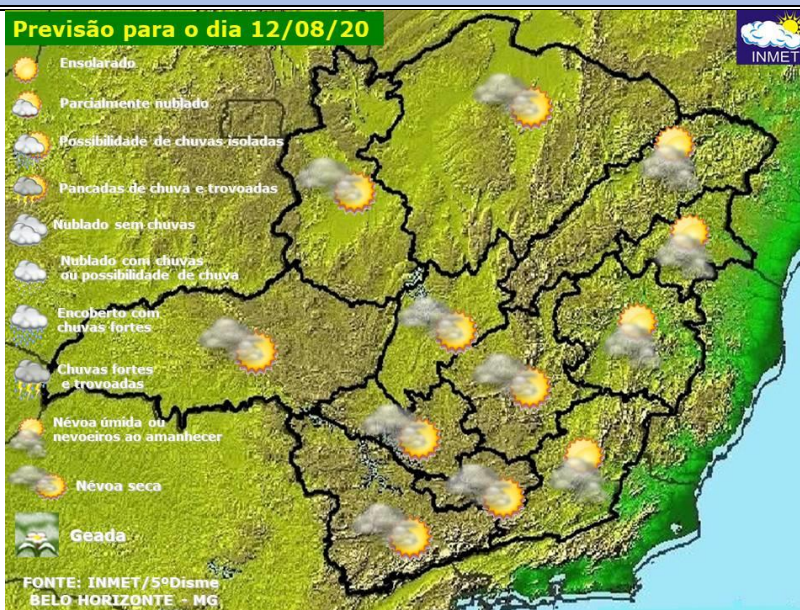 Previsão para o dia 12/08/20
INMET
Ensolarado
Parcialmente nublado
Possibilidade de chuvas isoladas
Pancadas de chuva e trovoadas
Nublado sem chuvas
Nublado com chuvas
ou possibilidade de chuva
Encoberto com
chuvas fortes
Chuvas fortes
e trovoadas
Névoa úmida ou
nevoeiros ao amanhecer
Névoa seca
Geada
FONTE: INMET/5ºDisme
BELO HORIZONTE - MG